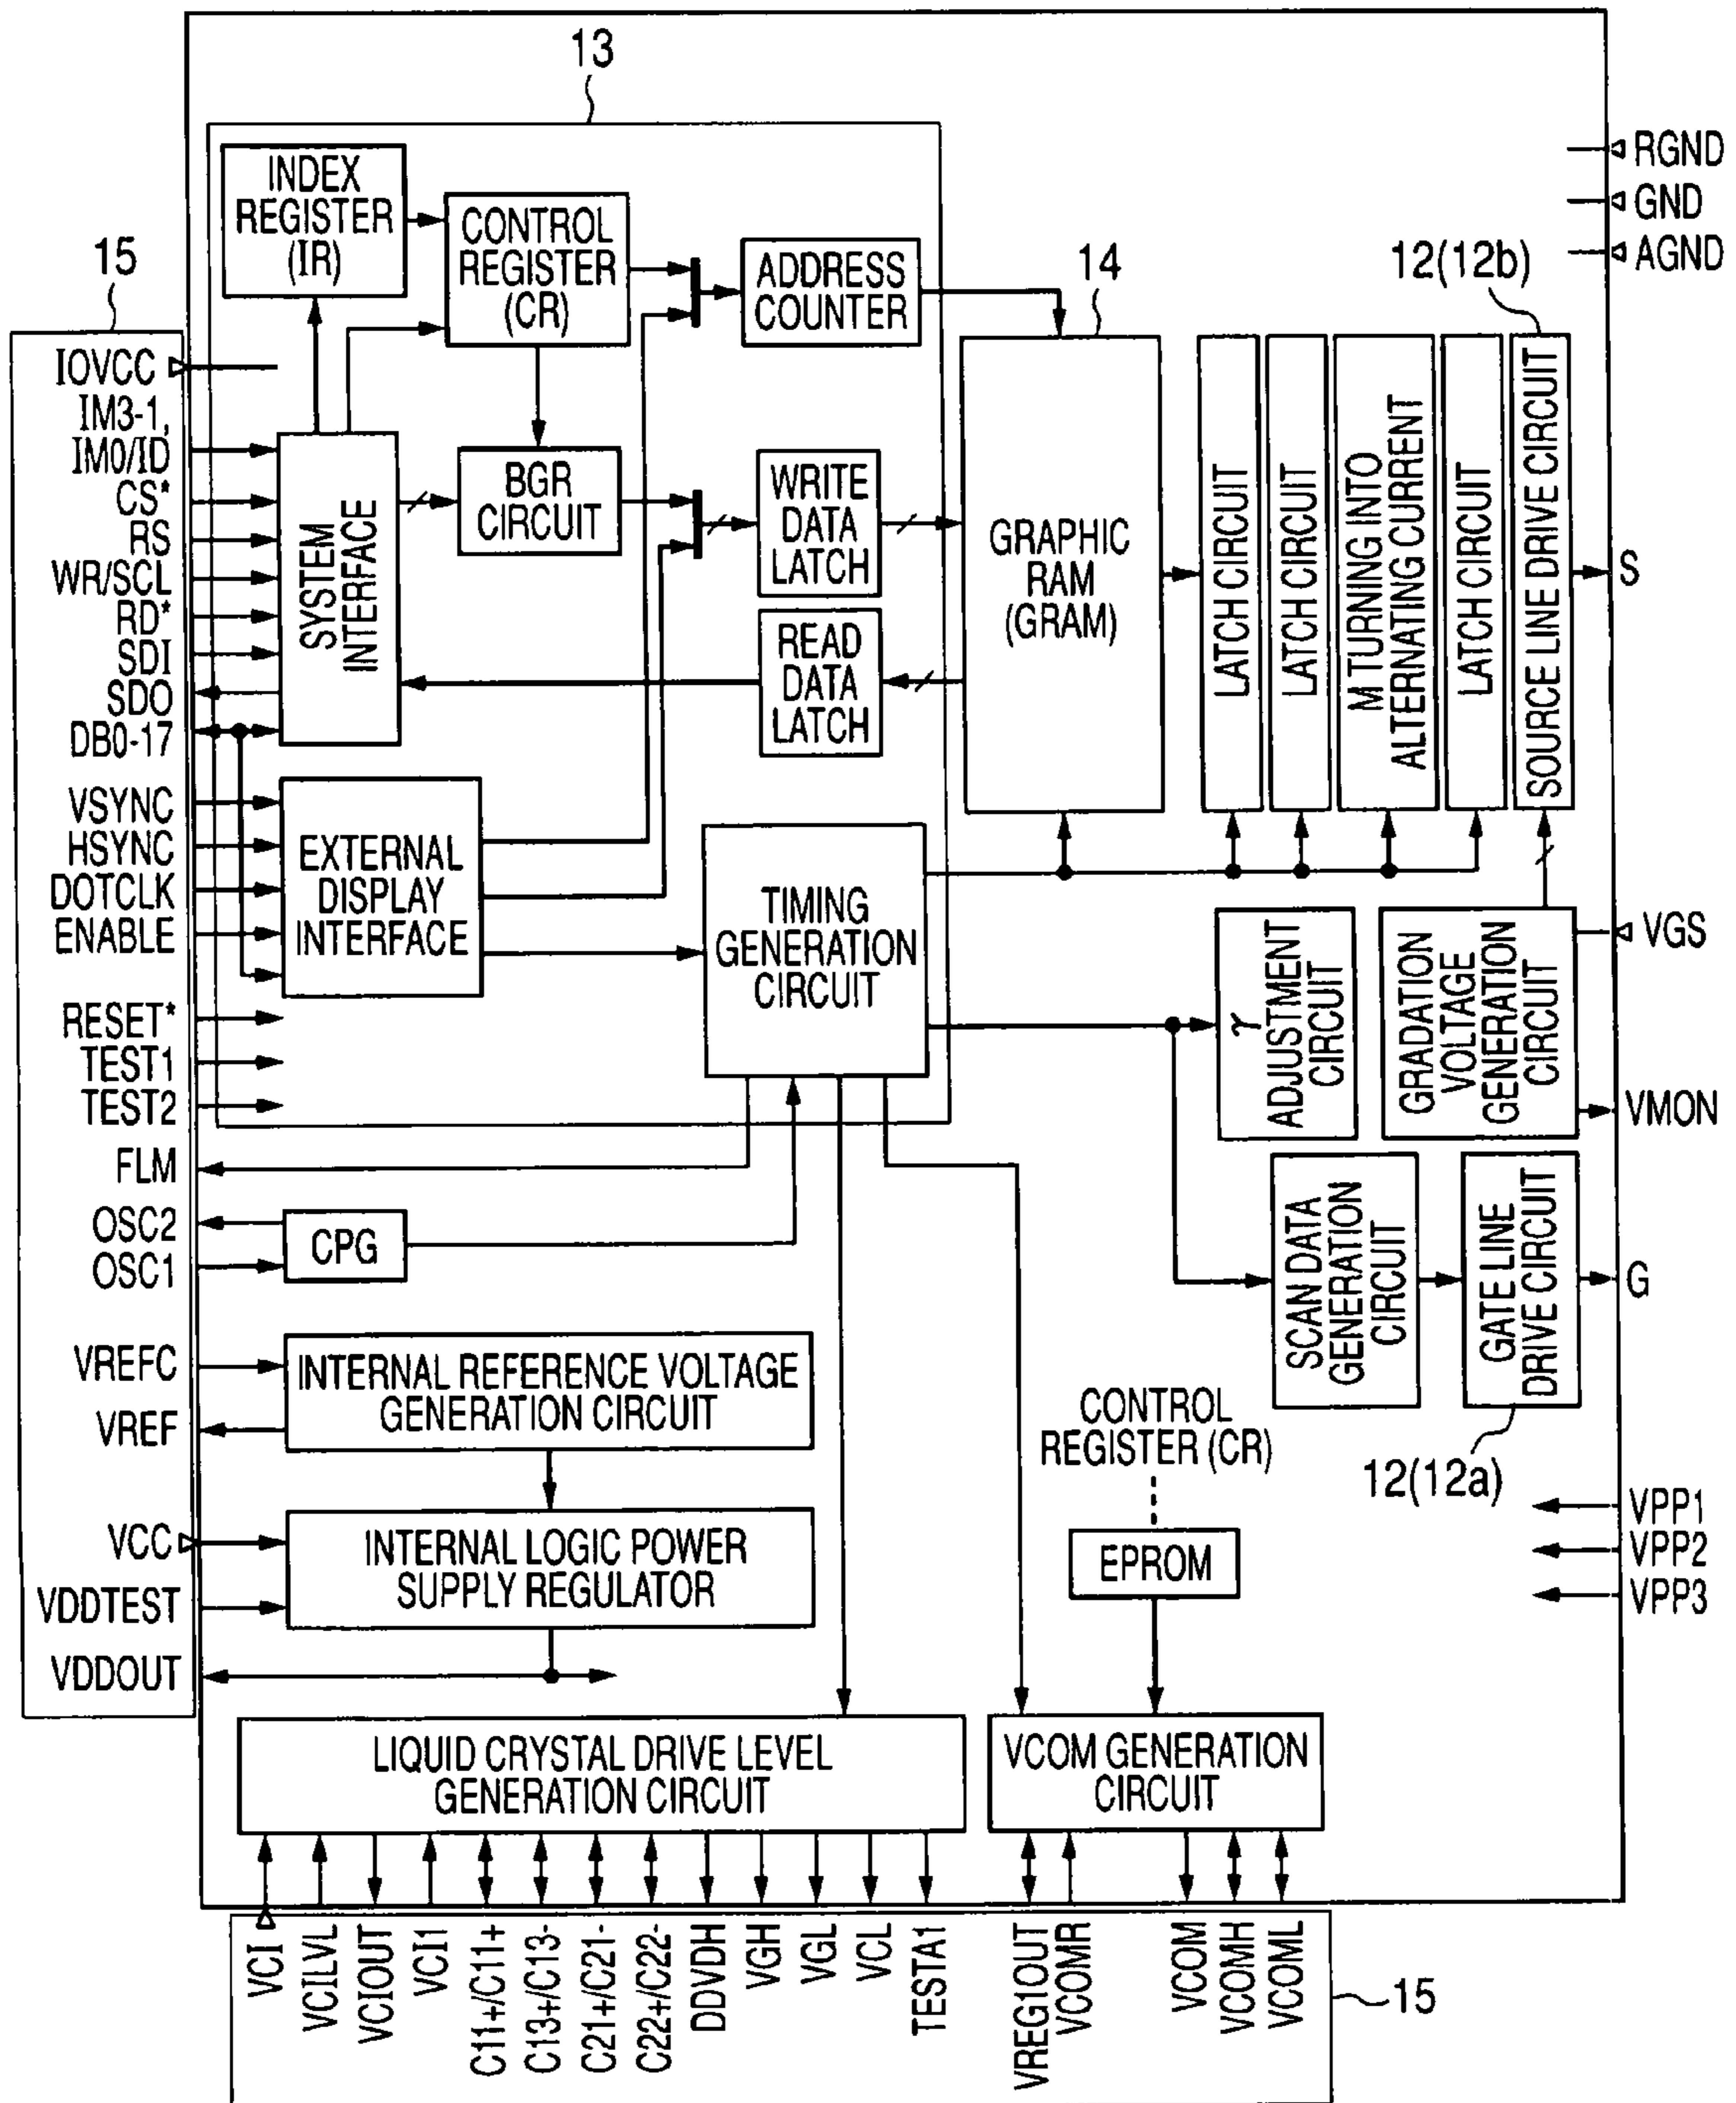 13
INDEX
REGISTER
(IR)
CONTROL
REGISTER
(CR)
ADDRESS
COUNTER
14
12(12b)
RGND
GND
AGND
15
IOVCC
IM3-1,
IM0/ID
CS*
RS
WR/SCL
RD*
SDI
SDO
DB0-17
SYSTEM
INTERFACE
BGR
CIRCUIT
WRITE
DATA
LATCH
READ
DATA
LATCH
GRAPHIC
RAM
(GRAM)
LATCH CIRCUIT
LATCH CIRCUIT
M TURNING INTO
ALTERNATING CURRENT
LATCH CIRCUIT
SOURCE LINE DRIVE CIRCUIT
S
VSYNC
HSYNC
DOTCLK
ENABLE
EXTERNAL
DISPLAY
INTERFACE
TIMING
GENERATION
CIRCUIT
γ
ADJUSTMENT
CIRCUIT
GRADATION
VOLTAGE
GENERATION
CIRCUIT
VGS
VMON
RESET*
TEST1
TEST2
FLM
OSC2
OSC1
CPG
SCAN DATA
GENERATION
CIRCUIT
GATE LINE
DRIVE CIRCUIT
G
12(12a)
VREFC
VREF
INTERNAL REFERENCE VOLTAGE
GENERATION CIRCUIT
CONTROL
REGISTER (CR)
EPROM
VPP1
VPP2
VPP3
VCC
VDDTEST
VDDOUT
INTERNAL LOGIC POWER
SUPPLY REGULATOR
LIQUID CRYSTAL DRIVE LEVEL
GENERATION CIRCUIT
VCOM GENERATION
CIRCUIT
VCI
VCILVL
VCIOUT
VCI1
C11+/C11+
C13+/C13-
C21+/C21-
C22+/C22-
DDVDH
VGH
VGL
VCL
TESTA1
VREG1OUT
VCOMR
VCOM
VCOMH
VCOML
15